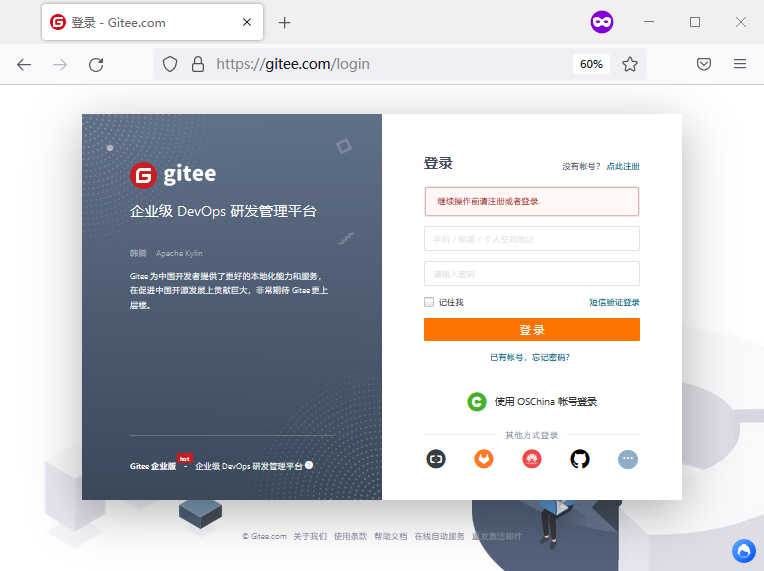 登录 - Gitee.com
https://gitee.com/login
60%
gitee
企业级 DevOps 研发管理平台
韩卿 Apache Kylin
Gitee 为中国开发者提供了更好的本地化能力和服务，
在促进中国开源发展上贡献巨大，非常期待 Gitee 更上
层楼。
hot
Gitee 企业版 - 企业级 DevOps 研发管理平台
登录
没有帐号？ 点此注册
继续操作前请注册或者登录.
手机 / 邮箱 / 个人空间地址
请输入密码
记住我 短信验证登录
登 录
已有帐号，忘记密码？
使用 OSChina 帐号登录
其他方式登录
© Gitee.com 关于我们 使用条款 帮助文档 在线自助服务 重发激活邮件